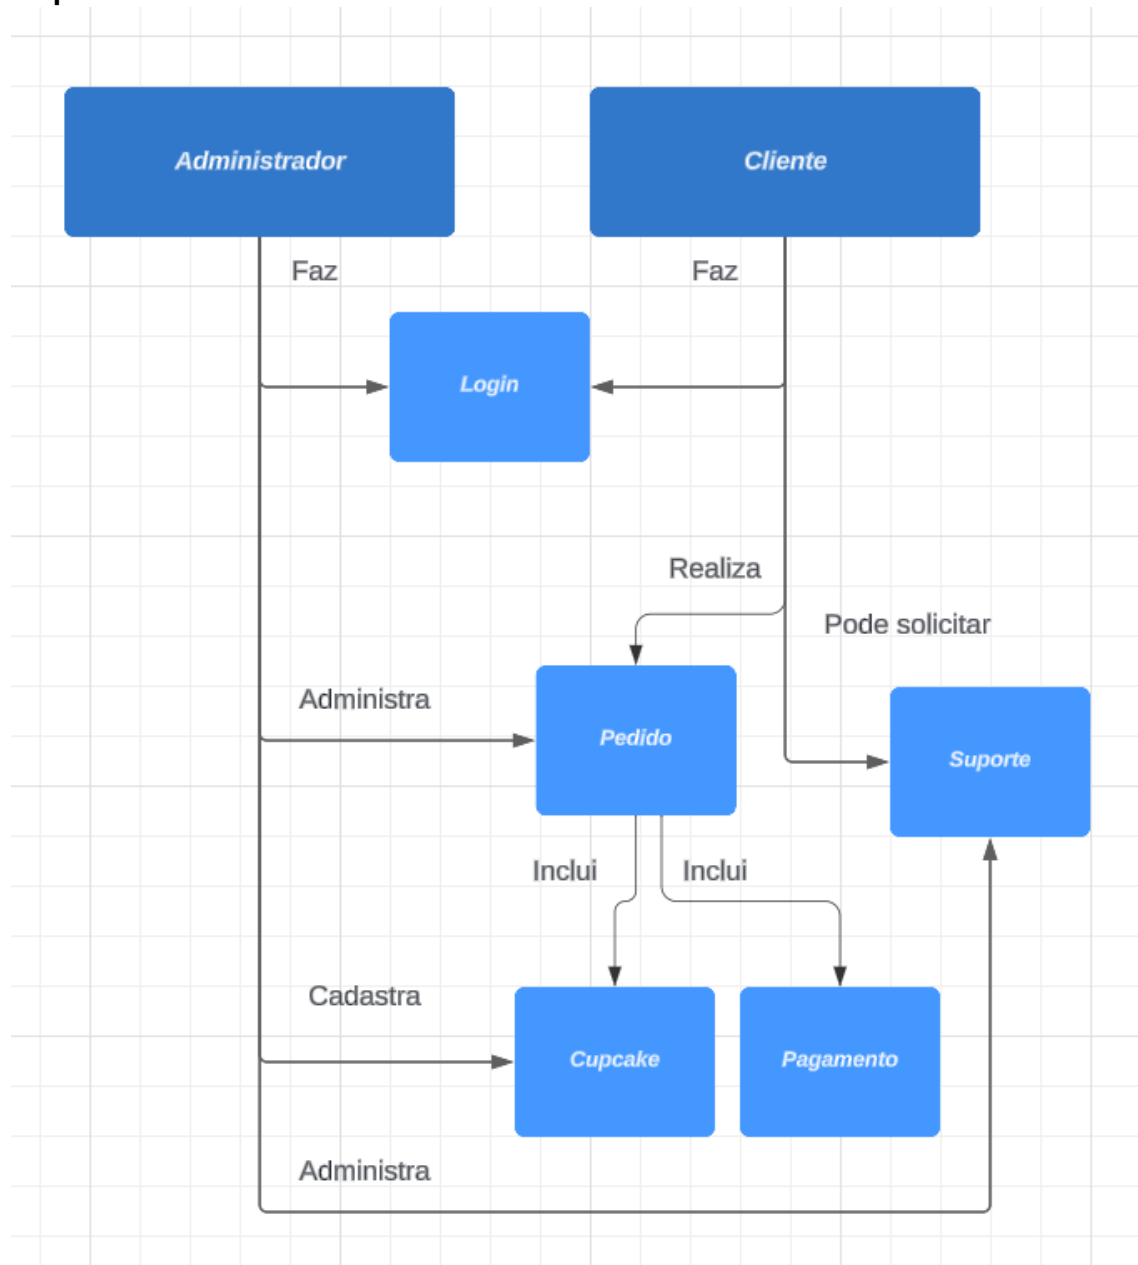 Administrador
Cliente
Faz
Faz
Login
Realiza
Pode solicitar
Administra
Pedido
Suporte
Inclui
Inclui
Cadastra
Cupcake
Pagamento
Administra